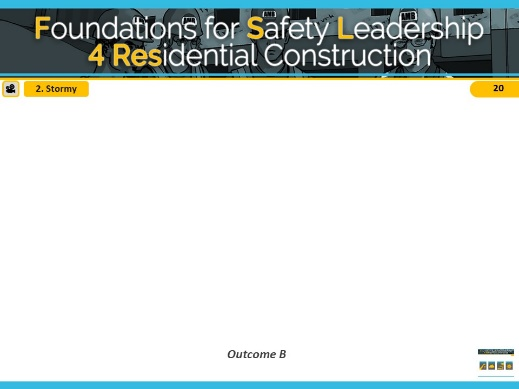 Foundations for Safety Leadership
4 Residential Construction
2. Stormy
20
Outcome B